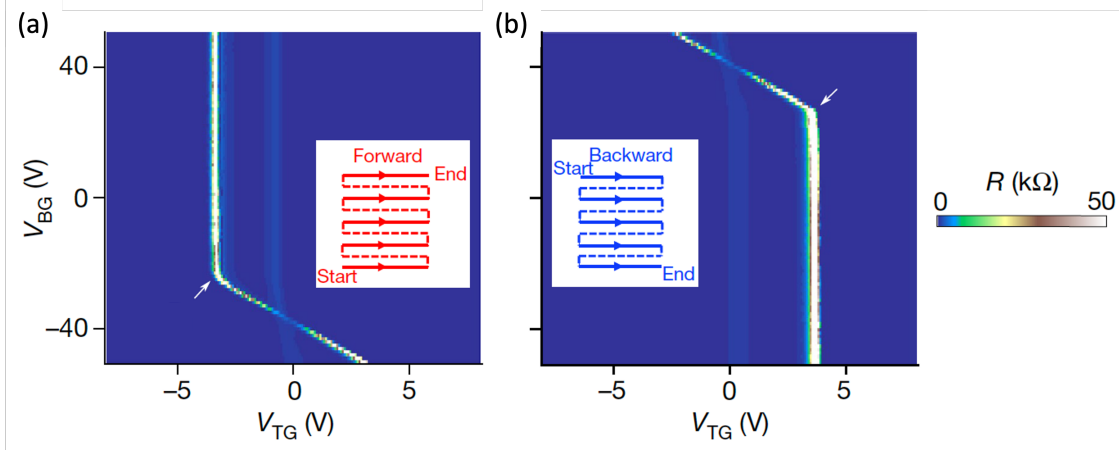 (a)
(b)
40
0
–40
V_BG (V)
Forward
End
Start
Backward
Start
End
R (kΩ)
0
50
–5
0
5
V_TG (V)
–5
0
5
V_TG (V)